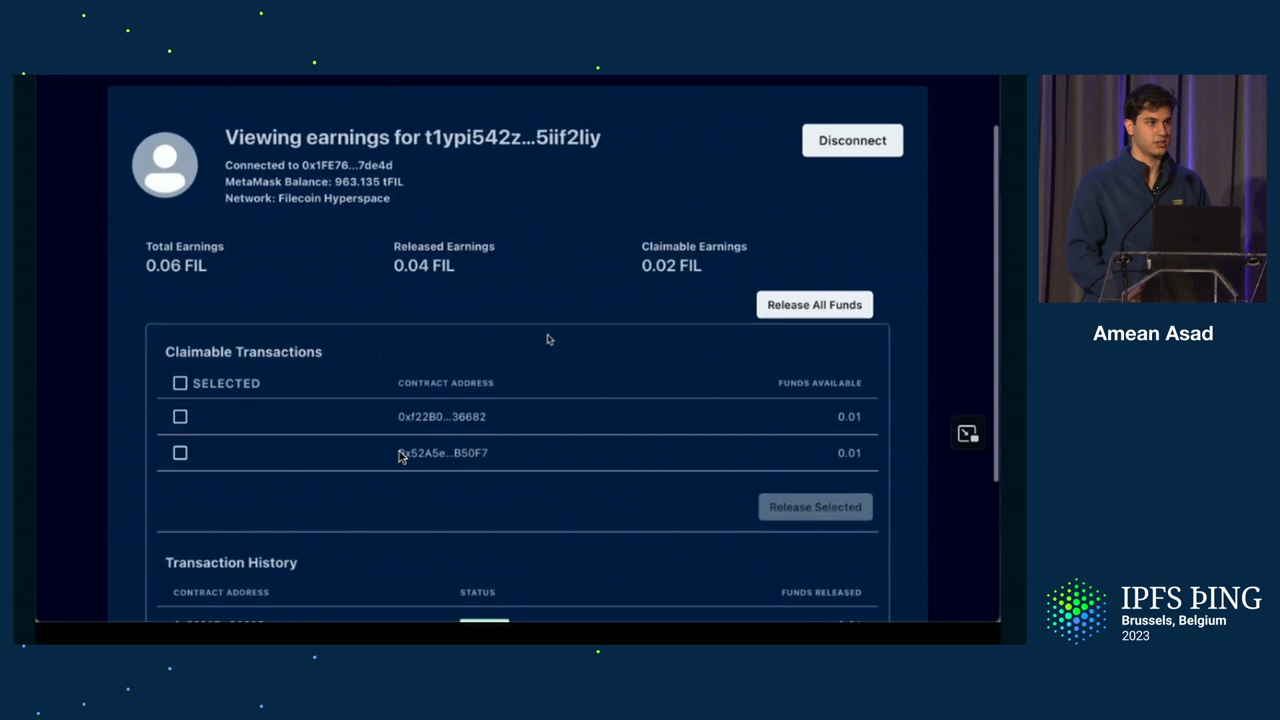 Viewing earnings for t1ypi542z...5iif2liy
Disconnect
Connected to 0x1FE76...7de4d
MetaMask Balance: 963.135 tFIL
Network: Filecoin Hyperspace
Total Earnings
Released Earnings
Claimable Earnings
0.06 FIL
0.04 FIL
0.02 FIL
Release All Funds
Claimable Transactions
SELECTED
CONTRACT ADDRESS
FUNDS AVAILABLE
0xf22B0...36682
0.01
0x52A5e...B50F7
0.01
Release Selected
Transaction History
CONTRACT ADDRESS
STATUS
FUNDS RELEASED
Amean Asad
IPFS ÞING
Brussels, Belgium
2023